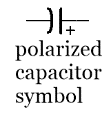 +
polarized
capacitor
symbol